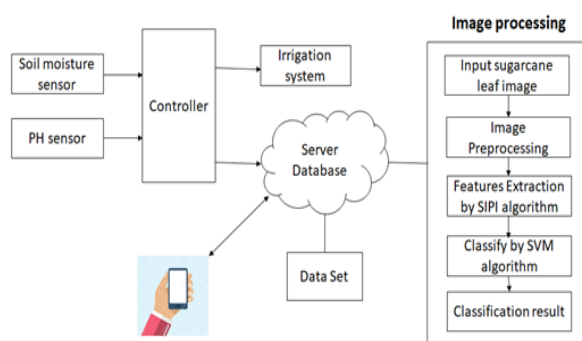 Image processing
Soil moisture
sensor
PH sensor
Controller
Irrigation
system
Server
Database
Data Set
Input sugarcane
leaf image
Image
Preprocessing
Features Extraction
by SIPI algorithm
Classify by SVM
algorithm
Classification result